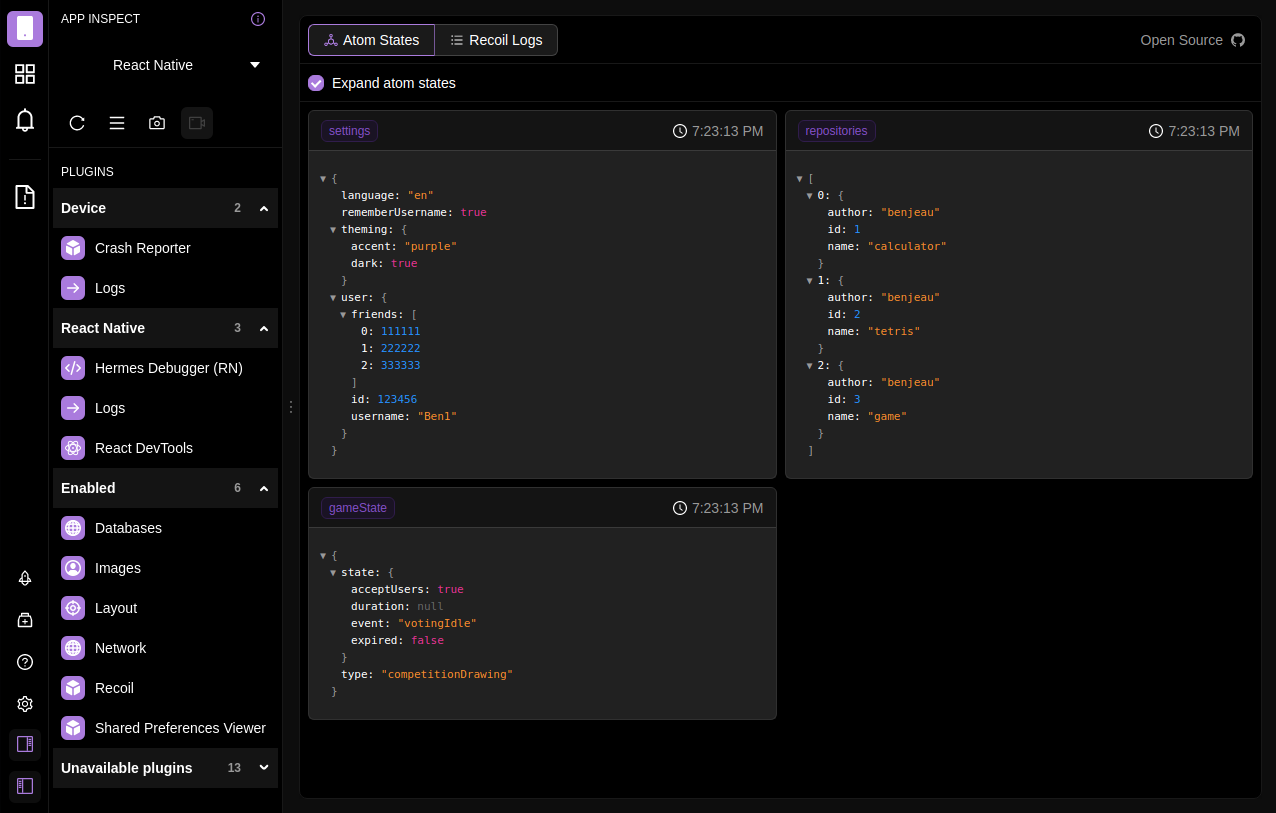 APP INSPECT
React Native
PLUGINS
Device 2
Crash Reporter
Logs
React Native 3
Hermes Debugger (RN)
Logs
React DevTools
Enabled 6
Databases
Images
Layout
Network
Recoil
Shared Preferences Viewer
Unavailable plugins 13
Atom States
Recoil Logs
Open Source
Expand atom states
settings 7:23:13 PM
▼ {
language: "en"
rememberUsername: true
▼ theming: {
accent: "purple"
dark: true
}
▼ user: {
▼ friends: [
0: 111111
1: 222222
2: 333333
]
id: 123456
username: "Ben1"
}
}
repositories 7:23:13 PM
▼ [
▼ 0: {
author: "benjeau"
id: 1
name: "calculator"
}
▼ 1: {
author: "benjeau"
id: 2
name: "tetris"
}
▼ 2: {
author: "benjeau"
id: 3
name: "game"
}
]
gameState 7:23:13 PM
▼ {
▼ state: {
acceptUsers: true
duration: null
event: "votingIdle"
expired: false
}
type: "competitionDrawing"
}